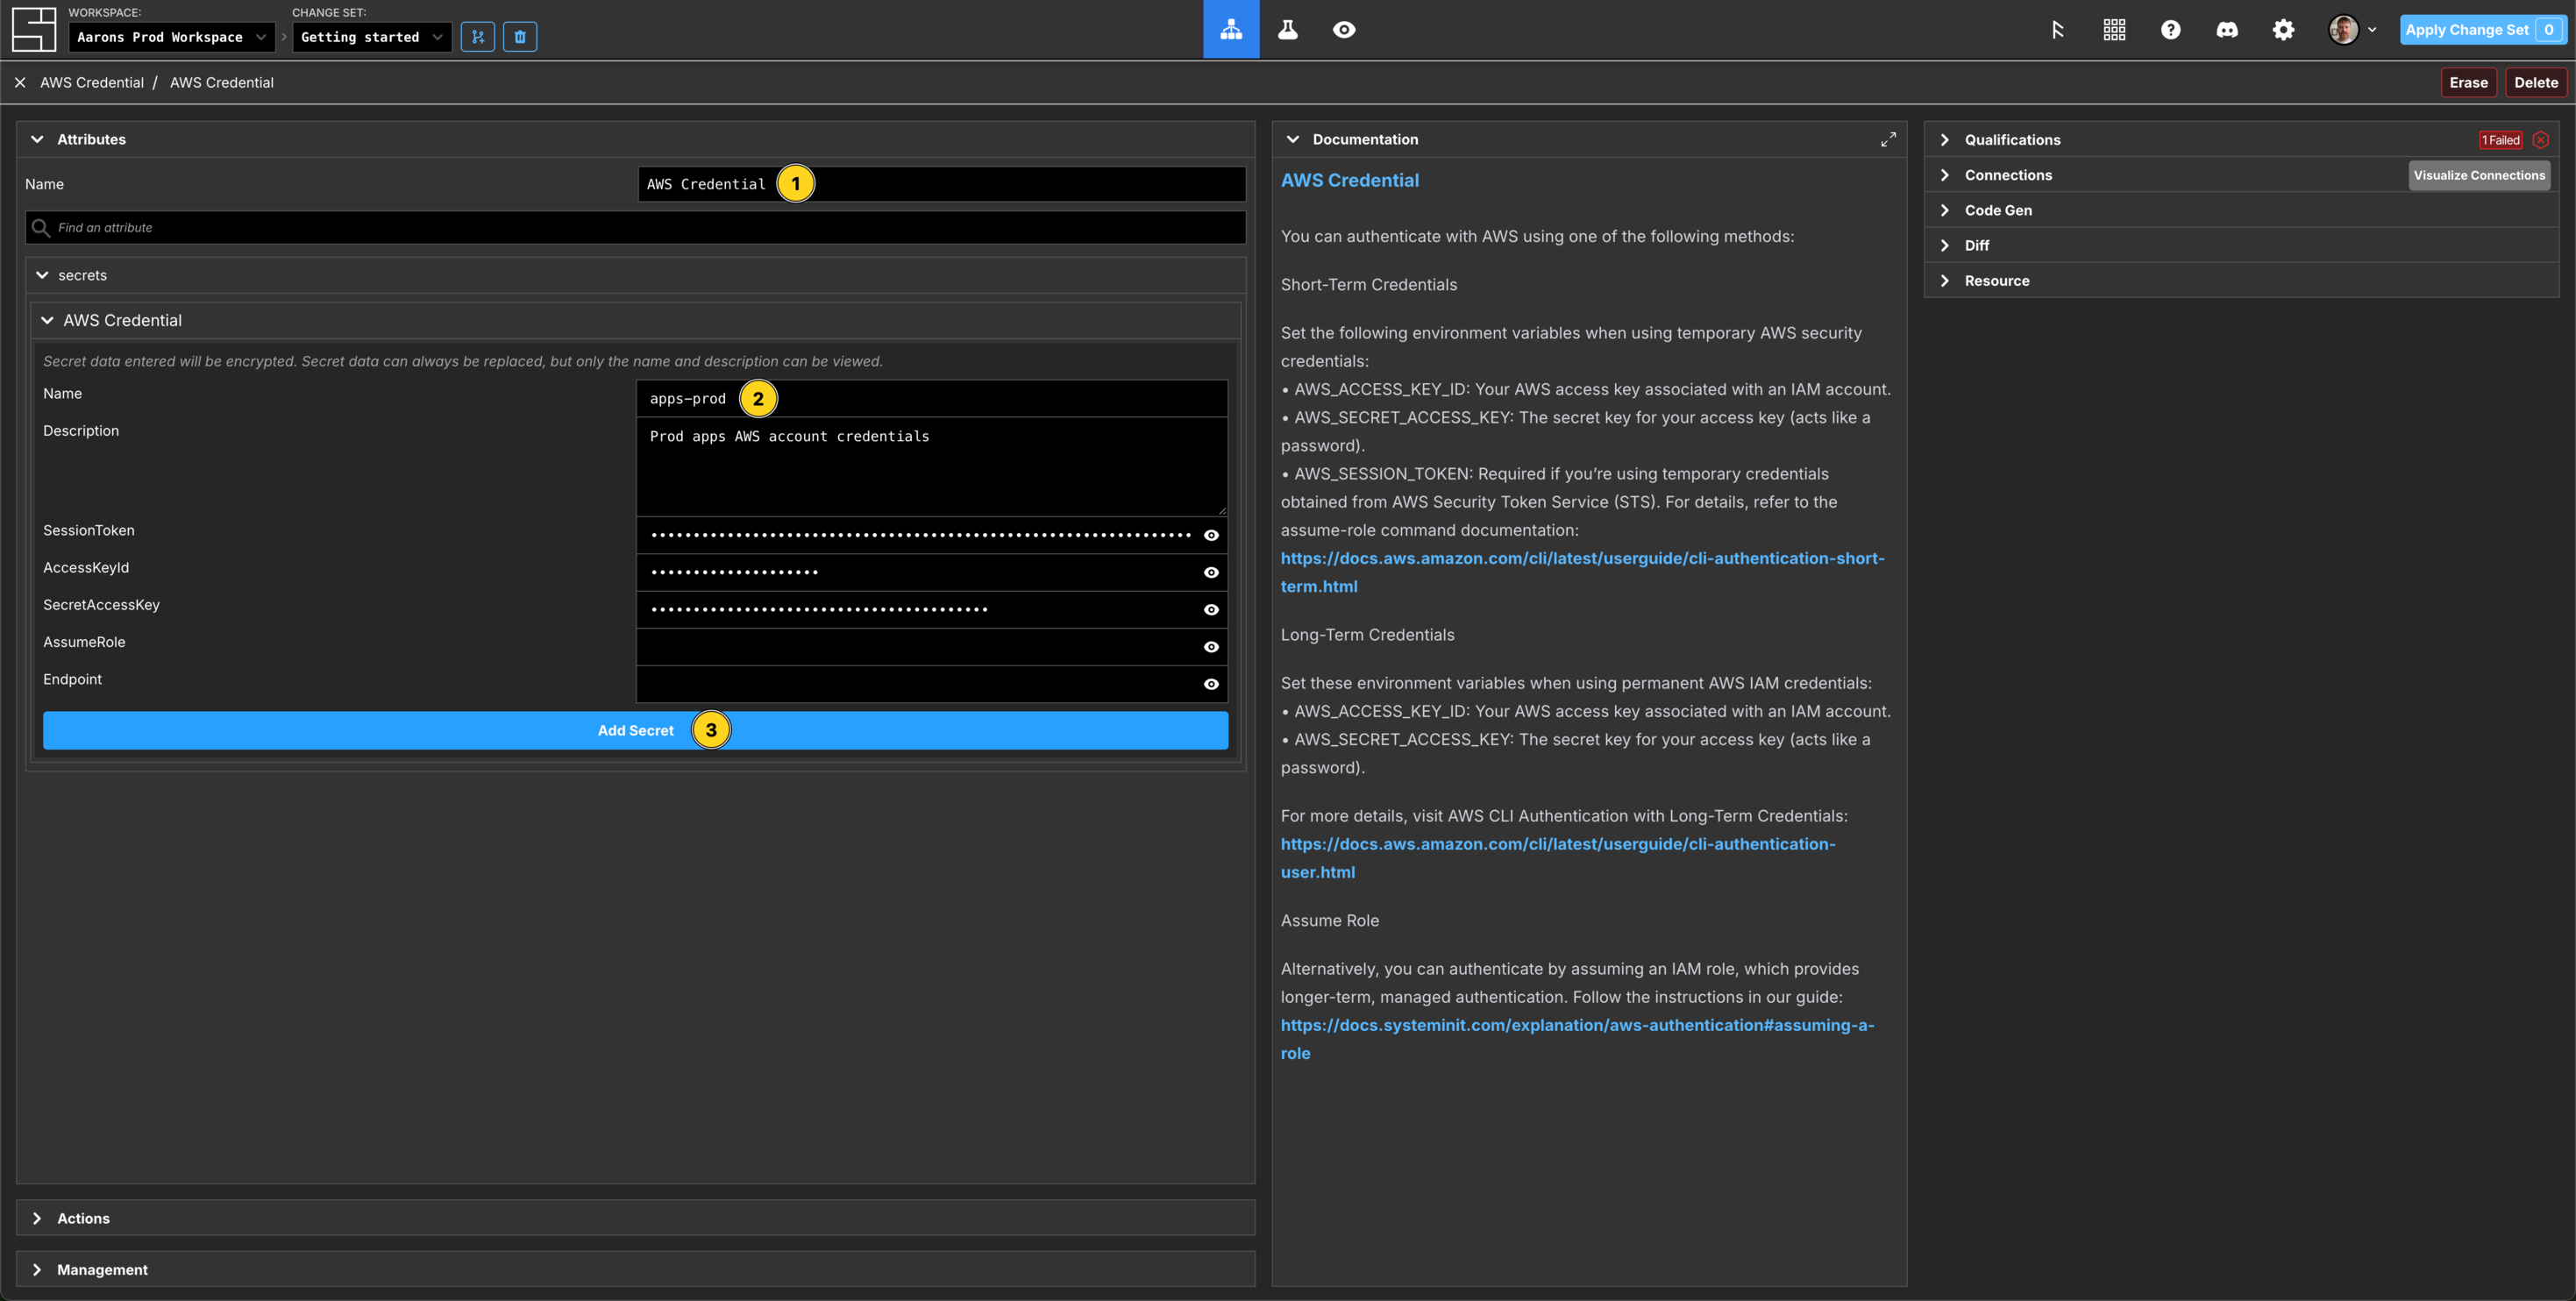 WORKSPACE:
Aarons Prod Workspace
CHANGE SET:
Getting started
Apply Change Set 0
AWS Credential / AWS Credential
Erase
Delete
Attributes
Name
AWS Credential
1
Find an attribute
secrets
AWS Credential
Secret data entered will be encrypted. Secret data can always be replaced, but only the name and description can be viewed.
Name
apps-prod
2
Description
Prod apps AWS account credentials
SessionToken
AccessKeyId
SecretAccessKey
AssumeRole
Endpoint
Add Secret
3
Actions
Management
Documentation
AWS Credential
You can authenticate with AWS using one of the following methods:
Short-Term Credentials
Set the following environment variables when using temporary AWS security
credentials:
• AWS_ACCESS_KEY_ID: Your AWS access key associated with an IAM account.
• AWS_SECRET_ACCESS_KEY: The secret key for your access key (acts like a
password).
• AWS_SESSION_TOKEN: Required if you’re using temporary credentials
obtained from AWS Security Token Service (STS). For details, refer to the
assume-role command documentation:
https://docs.aws.amazon.com/cli/latest/userguide/cli-authentication-short-
term.html
Long-Term Credentials
Set these environment variables when using permanent AWS IAM credentials:
• AWS_ACCESS_KEY_ID: Your AWS access key associated with an IAM account.
• AWS_SECRET_ACCESS_KEY: The secret key for your access key (acts like a
password).
For more details, visit AWS CLI Authentication with Long-Term Credentials:
https://docs.aws.amazon.com/cli/latest/userguide/cli-authentication-
user.html
Assume Role
Alternatively, you can authenticate by assuming an IAM role, which provides
longer-term, managed authentication. Follow the instructions in our guide:
https://docs.systeminit.com/explanation/aws-authentication#assuming-a-
role
Qualifications
1 Failed
Connections
Visualize Connections
Code Gen
Diff
Resource